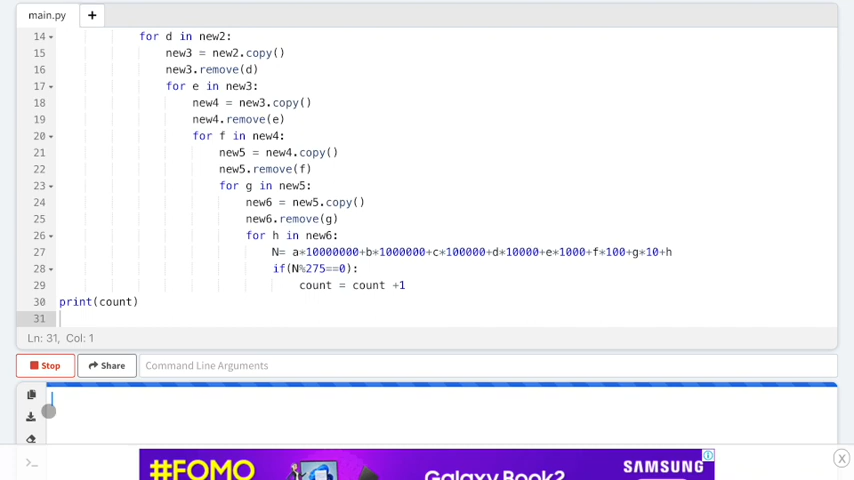 main.py +
14 for d in new2:
15 new3 = new2.copy()
16 new3.remove(d)
17 for e in new3:
18 new4 = new3.copy()
19 new4.remove(e)
20 for f in new4:
21 new5 = new4.copy()
22 new5.remove(f)
23 for g in new5:
24 new6 = new5.copy()
25 new6.remove(g)
26 for h in new6:
27 N= a*10000000+b*1000000+c*100000+d*10000+e*1000+f*100+g*10+h
28 if(N%275==0):
29 count = count +1
30 print(count)
31
Ln: 31, Col: 1
Stop Share Command Line Arguments
>_
#FOMO Galaxy Book2 SAMSUNG
X